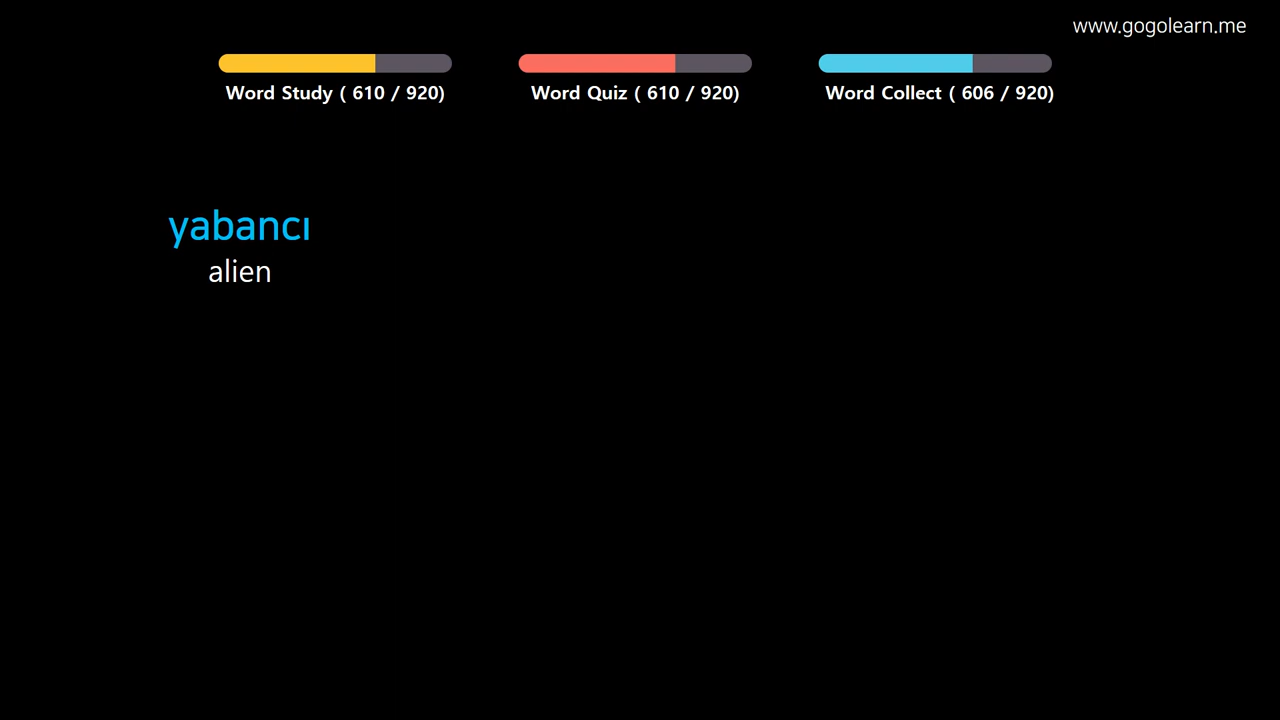 www.gogolearn.me
Word Study ( 610 / 920)
Word Quiz ( 610 / 920)
Word Collect ( 606 / 920)
yabancı
alien